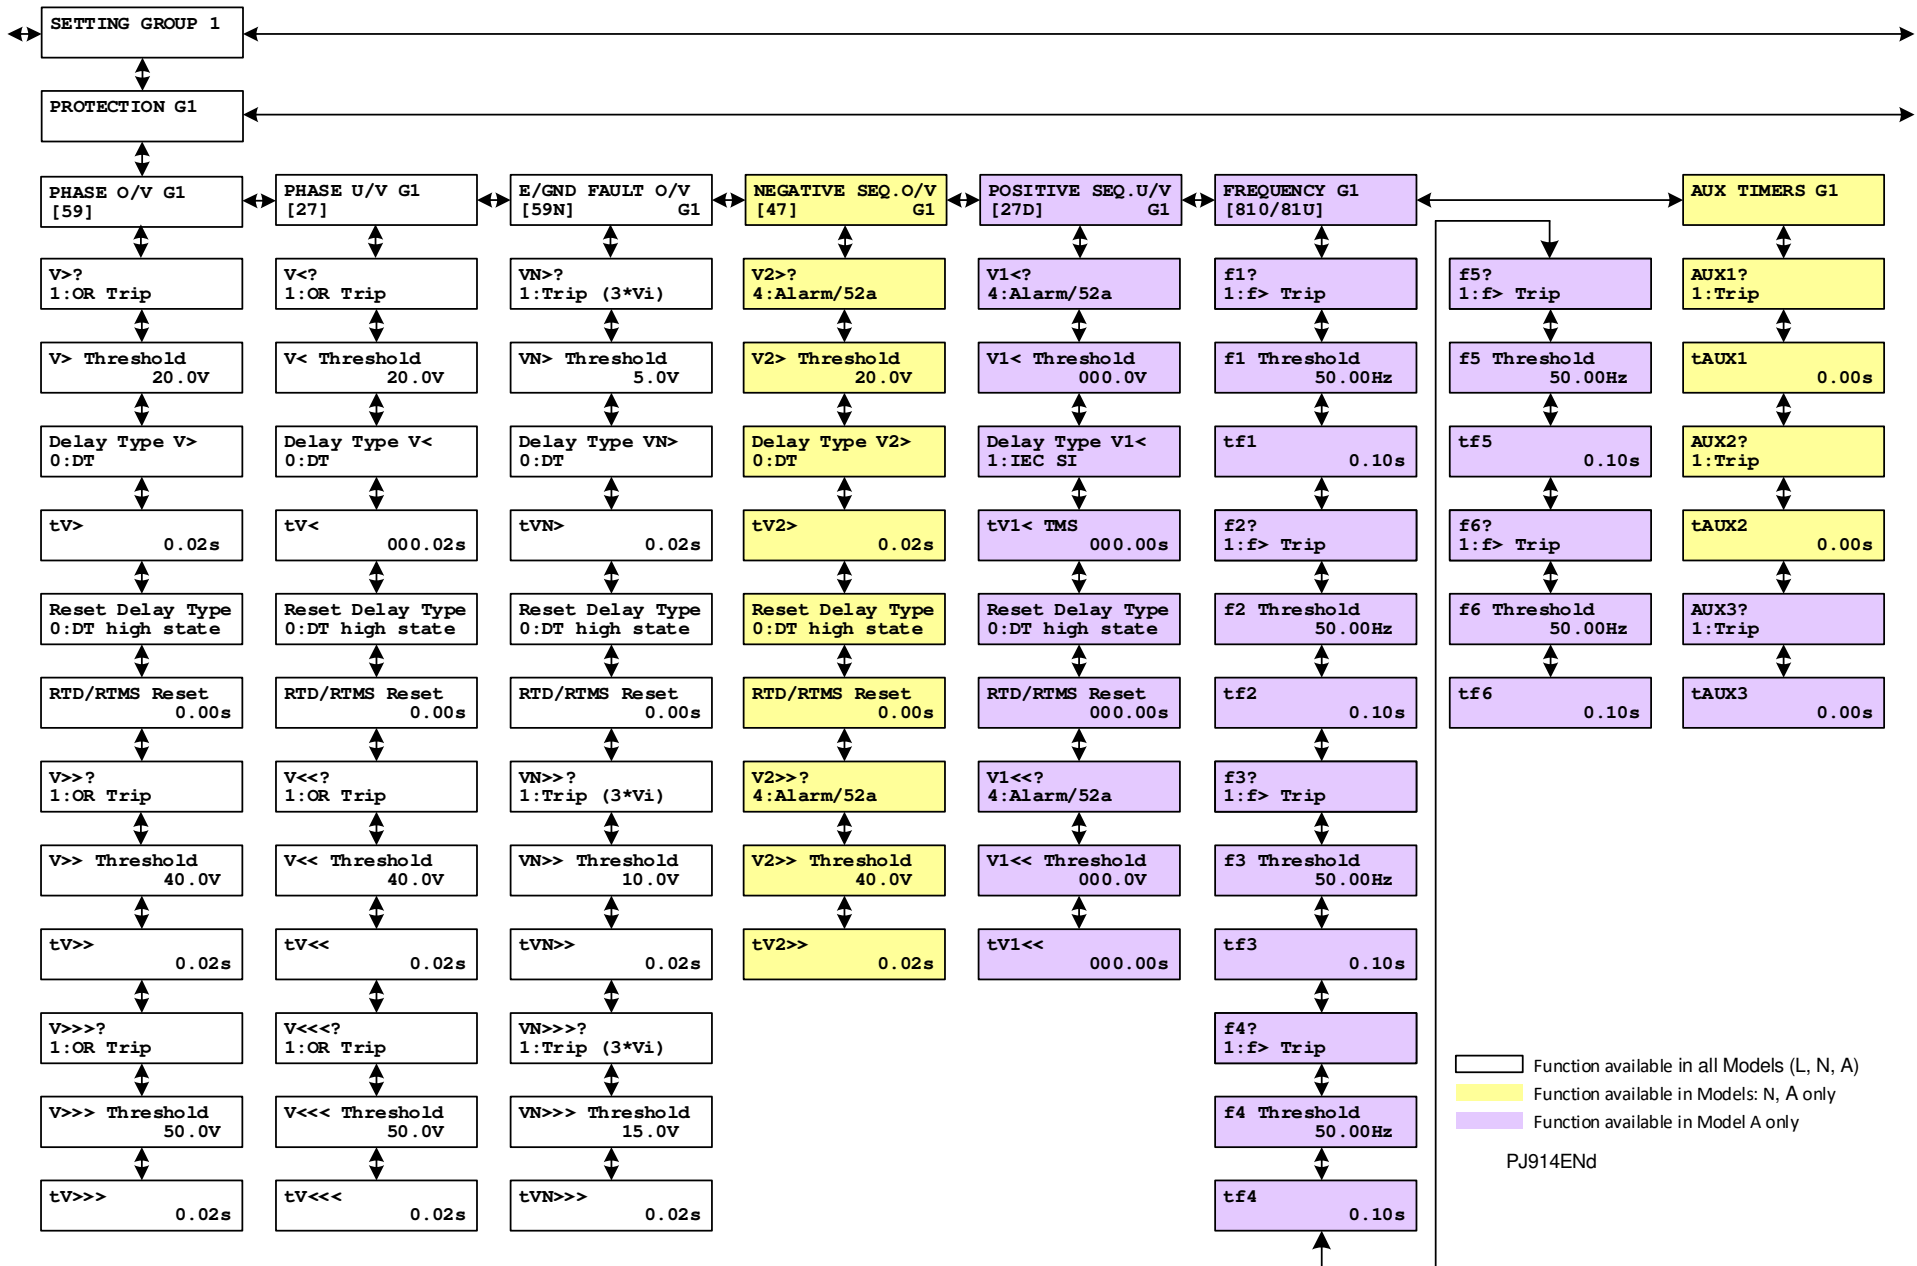 SETTING GROUP 1
PROTECTION G1
PHASE O/V G1
[59]
V>?
1:OR Trip
V> Threshold
20.0V
Delay Type V>
0:DT
tV>
0.02s
Reset Delay Type
0:DT high state
RTD/RTMS Reset
0.00s
V>>?
1:OR Trip
V>> Threshold
40.0V
tV>>
0.02s
V>>>?
1:OR Trip
V>>> Threshold
50.0V
tV>>>
0.02s
PHASE U/V G1
[27]
V<?
1:OR Trip
V< Threshold
20.0V
Delay Type V<
0:DT
tV<
000.02s
Reset Delay Type
0:DT high state
RTD/RTMS Reset
0.00s
V<<?
1:OR Trip
V<< Threshold
40.0V
tV<<
0.02s
V<<<?
1:OR Trip
V<<< Threshold
50.0V
tV<<<
0.02s
E/GND FAULT O/V
[59N] G1
VN>?
1:Trip (3*Vi)
VN> Threshold
5.0V
Delay Type VN>
0:DT
tVN>
0.02s
Reset Delay Type
0:DT high state
RTD/RTMS Reset
0.00s
VN>>?
1:Trip (3*Vi)
VN>> Threshold
10.0V
tVN>>
0.02s
VN>>>?
1:Trip (3*Vi)
VN>>> Threshold
15.0V
tVN>>>
0.02s
NEGATIVE SEQ.O/V
[47] G1
V2>?
4:Alarm/52a
V2> Threshold
20.0V
Delay Type V2>
0:DT
tV2>
0.02s
Reset Delay Type
0:DT high state
RTD/RTMS Reset
0.00s
V2>>?
4:Alarm/52a
V2>> Threshold
40.0V
tV2>>
0.02s
POSITIVE SEQ.U/V
[27D] G1
V1<?
4:Alarm/52a
V1< Threshold
000.0V
Delay Type V1<
1:IEC SI
tV1< TMS
000.00s
Reset Delay Type
0:DT high state
RTD/RTMS Reset
000.00s
V1<<?
4:Alarm/52a
V1<< Threshold
000.0V
tV1<<
000.00s
FREQUENCY G1
[81O/81U]
f1?
1:f> Trip
f1 Threshold
50.00Hz
tf1
0.10s
f2?
1:f> Trip
f2 Threshold
50.00Hz
tf2
0.10s
f3?
1:f> Trip
f3 Threshold
50.00Hz
tf3
0.10s
f4?
1:f> Trip
f4 Threshold
50.00Hz
tf4
0.10s
f5?
1:f> Trip
f5 Threshold
50.00Hz
tf5
0.10s
f6?
1:f> Trip
f6 Threshold
50.00Hz
tf6
0.10s
AUX TIMERS G1
AUX1?
1:Trip
tAUX1
0.00s
AUX2?
1:Trip
tAUX2
0.00s
AUX3?
1:Trip
tAUX3
0.00s
Function available in all Models (L, N, A)
Function available in Models: N, A only
Function available in Model A only
PJ914ENd